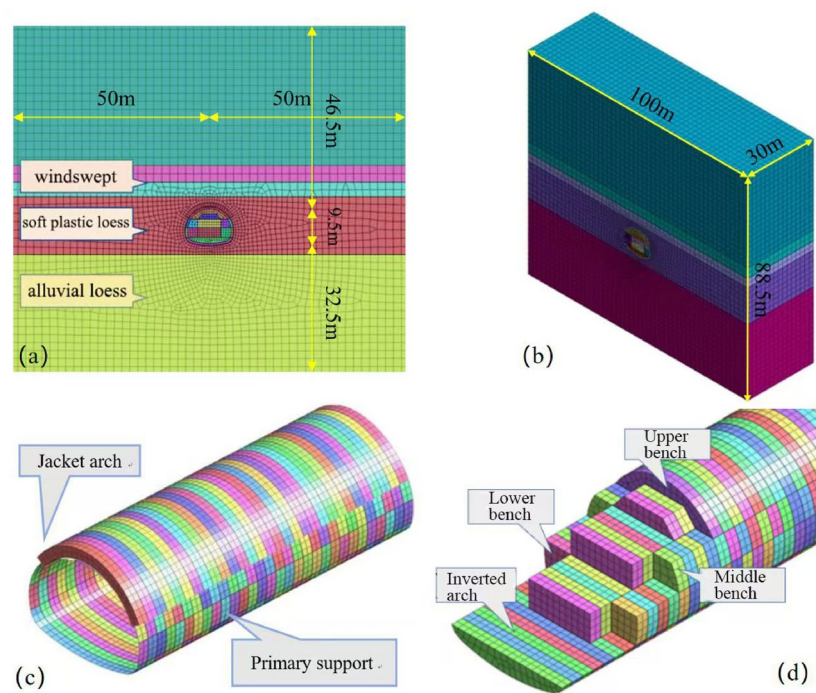 50m
50m
46.5m
windswept
soft plastic loess
9.5m
alluvial loess
32.5m
(a)
100m
30m
88.5m
(b)
Jacket arch
Primary support
(c)
Upper
bench
Lower
bench
Inverted
arch
Middle
bench
(d)